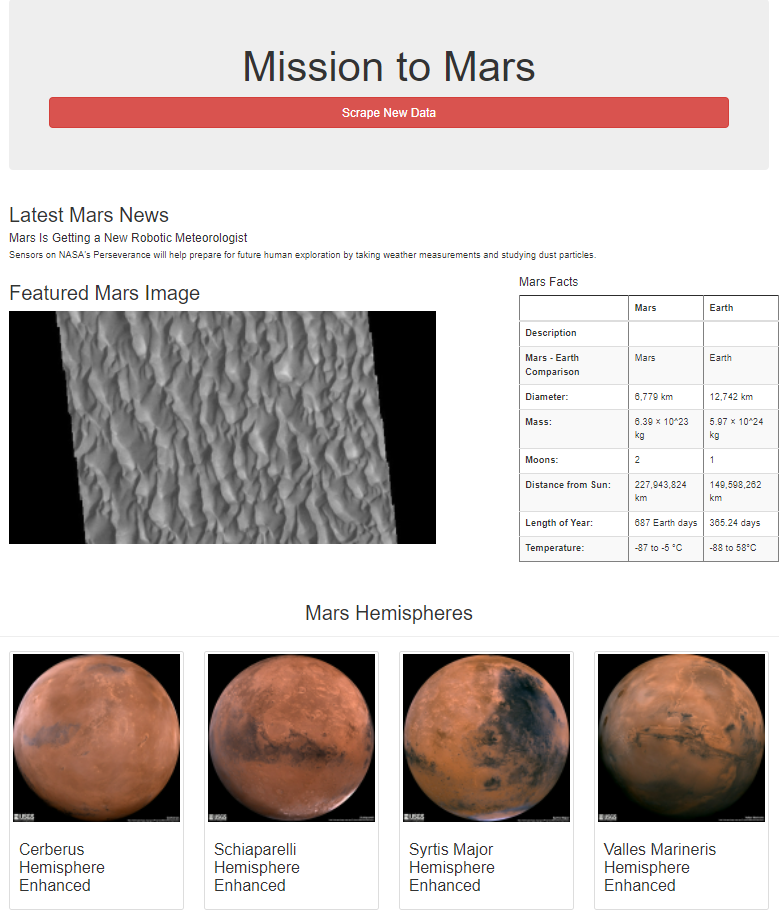 Mission to Mars
Scrape New Data
Latest Mars News
Mars Is Getting a New Robotic Meteorologist
Sensors on NASA's Perseverance will help prepare for future human exploration by taking weather measurements and studying dust particles.
Featured Mars Image
Mars Facts
Mars Earth
Description
Mars - Earth Mars Earth
Comparison
Diameter: 6,779 km 12,742 km
Mass: 6.39 × 10^23 5.97 × 10^24
kg kg
Moons: 2 1
Distance from Sun: 227,943,824 149,598,262
km km
Length of Year: 687 Earth days 365.24 days
Temperature: -87 to -5 °C -88 to 58°C
Mars Hemispheres
USGS USGS USGS USGS
Cerberus Schiaparelli Syrtis Major Valles Marineris
Hemisphere Hemisphere Hemisphere Hemisphere
Enhanced Enhanced Enhanced Enhanced